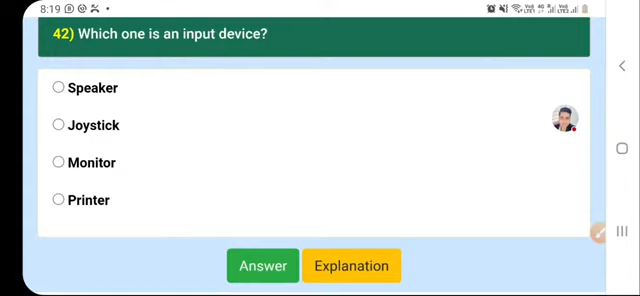 8:19
42) Which one is an input device?
Speaker
Joystick
Monitor
Printer
Answer
Explanation